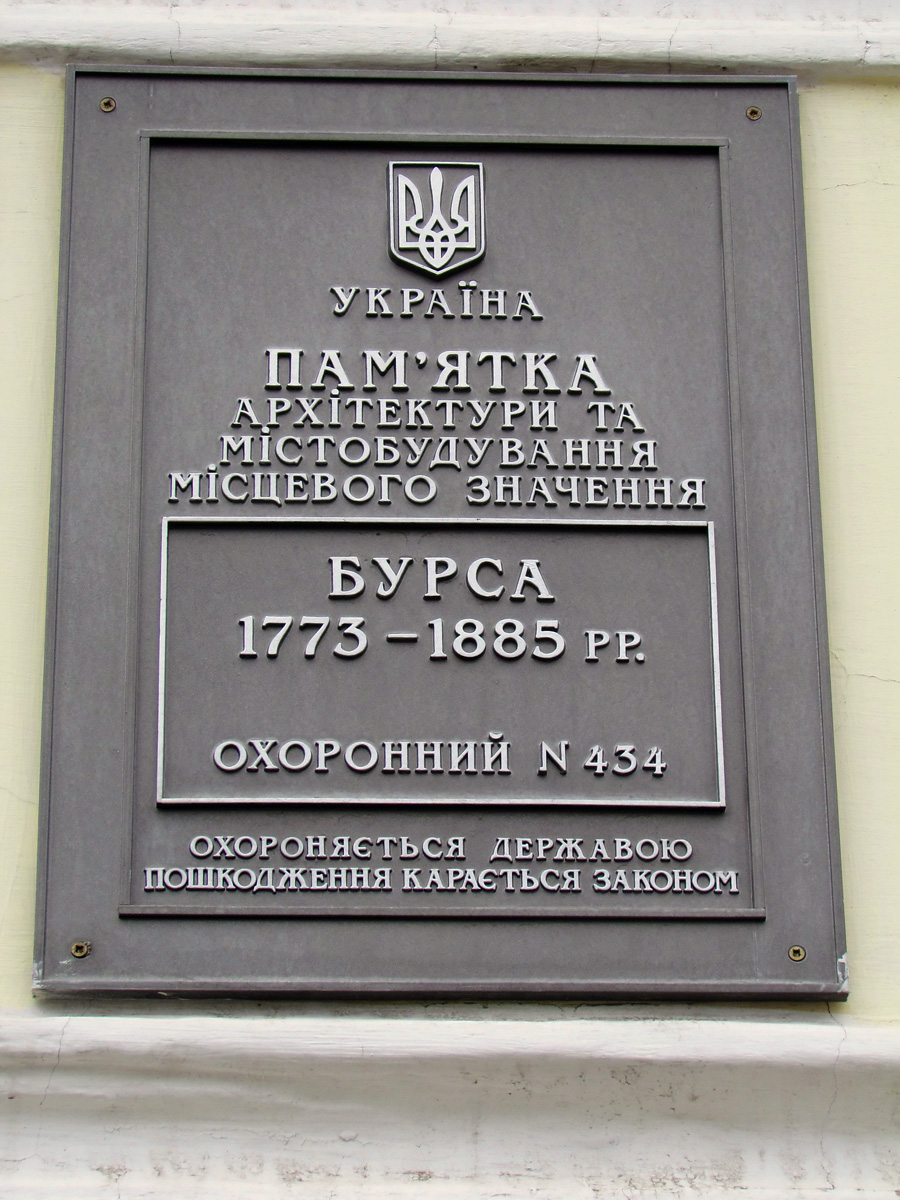 УКРАЇНА
ПАМ’ЯТКА
АРХІТЕКТУРИ ТА
МІСТОБУДУВАННЯ
МІСЦЕВОГО ЗНАЧЕННЯ
БУРСА
1773 – 1885 РР.
ОХОРОННИЙ N 434
ОХОРОНЯЄТЬСЯ ДЕРЖАВОЮ
ПОШКОДЖЕННЯ КАРАЄТЬСЯ ЗАКОНОМ